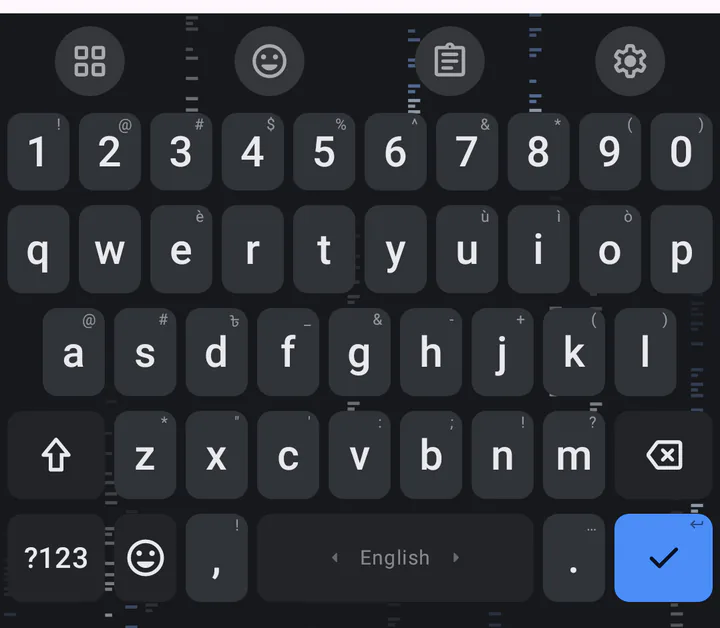 ! @ # $ % ^ & * ( )
1 2 3 4 5 6 7 8 9 0
è ù ì ò
q w e r t y u i o p
@ # ъ _ & - + ( )
a s d f g h j k l
* " ' : ; ! ?
z x c v b n m
! …
?123 , English .